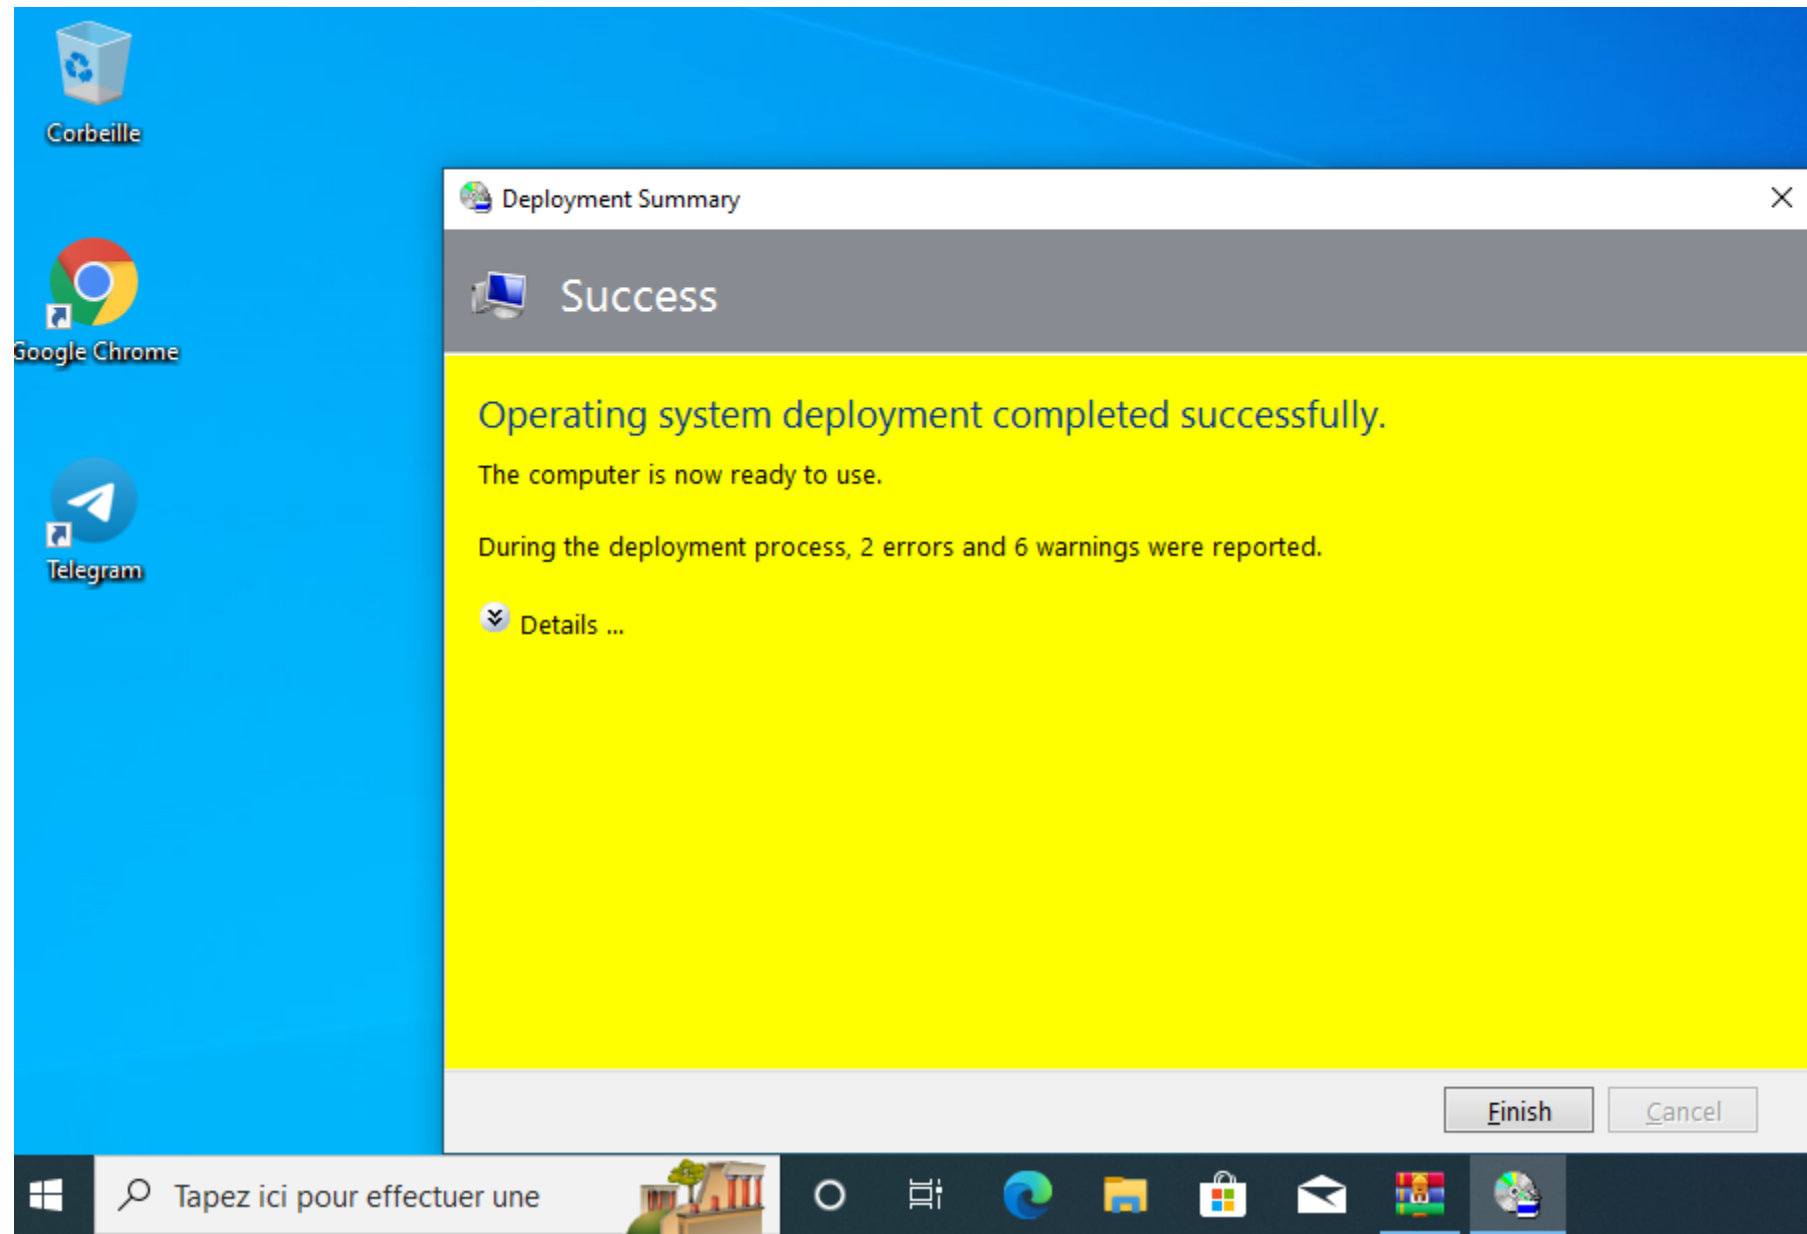 Corbeille
Google Chrome
Telegram
Deployment Summary
Success
Operating system deployment completed successfully.
The computer is now ready to use.
During the deployment process, 2 errors and 6 warnings were reported.
Details ...
Finish
Cancel
Tapez ici pour effectuer une